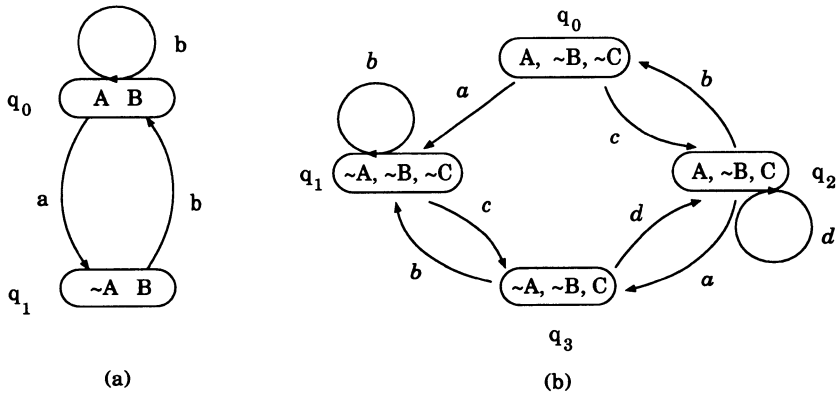 b
q0
A B
a
b
q1
~A B
(a)
q0
A, ~B, ~C
b
a
b
c
q1
~A, ~B, ~C
A, ~B, C
q2
c
d
d
b
a
~A, ~B, C
q3
(b)